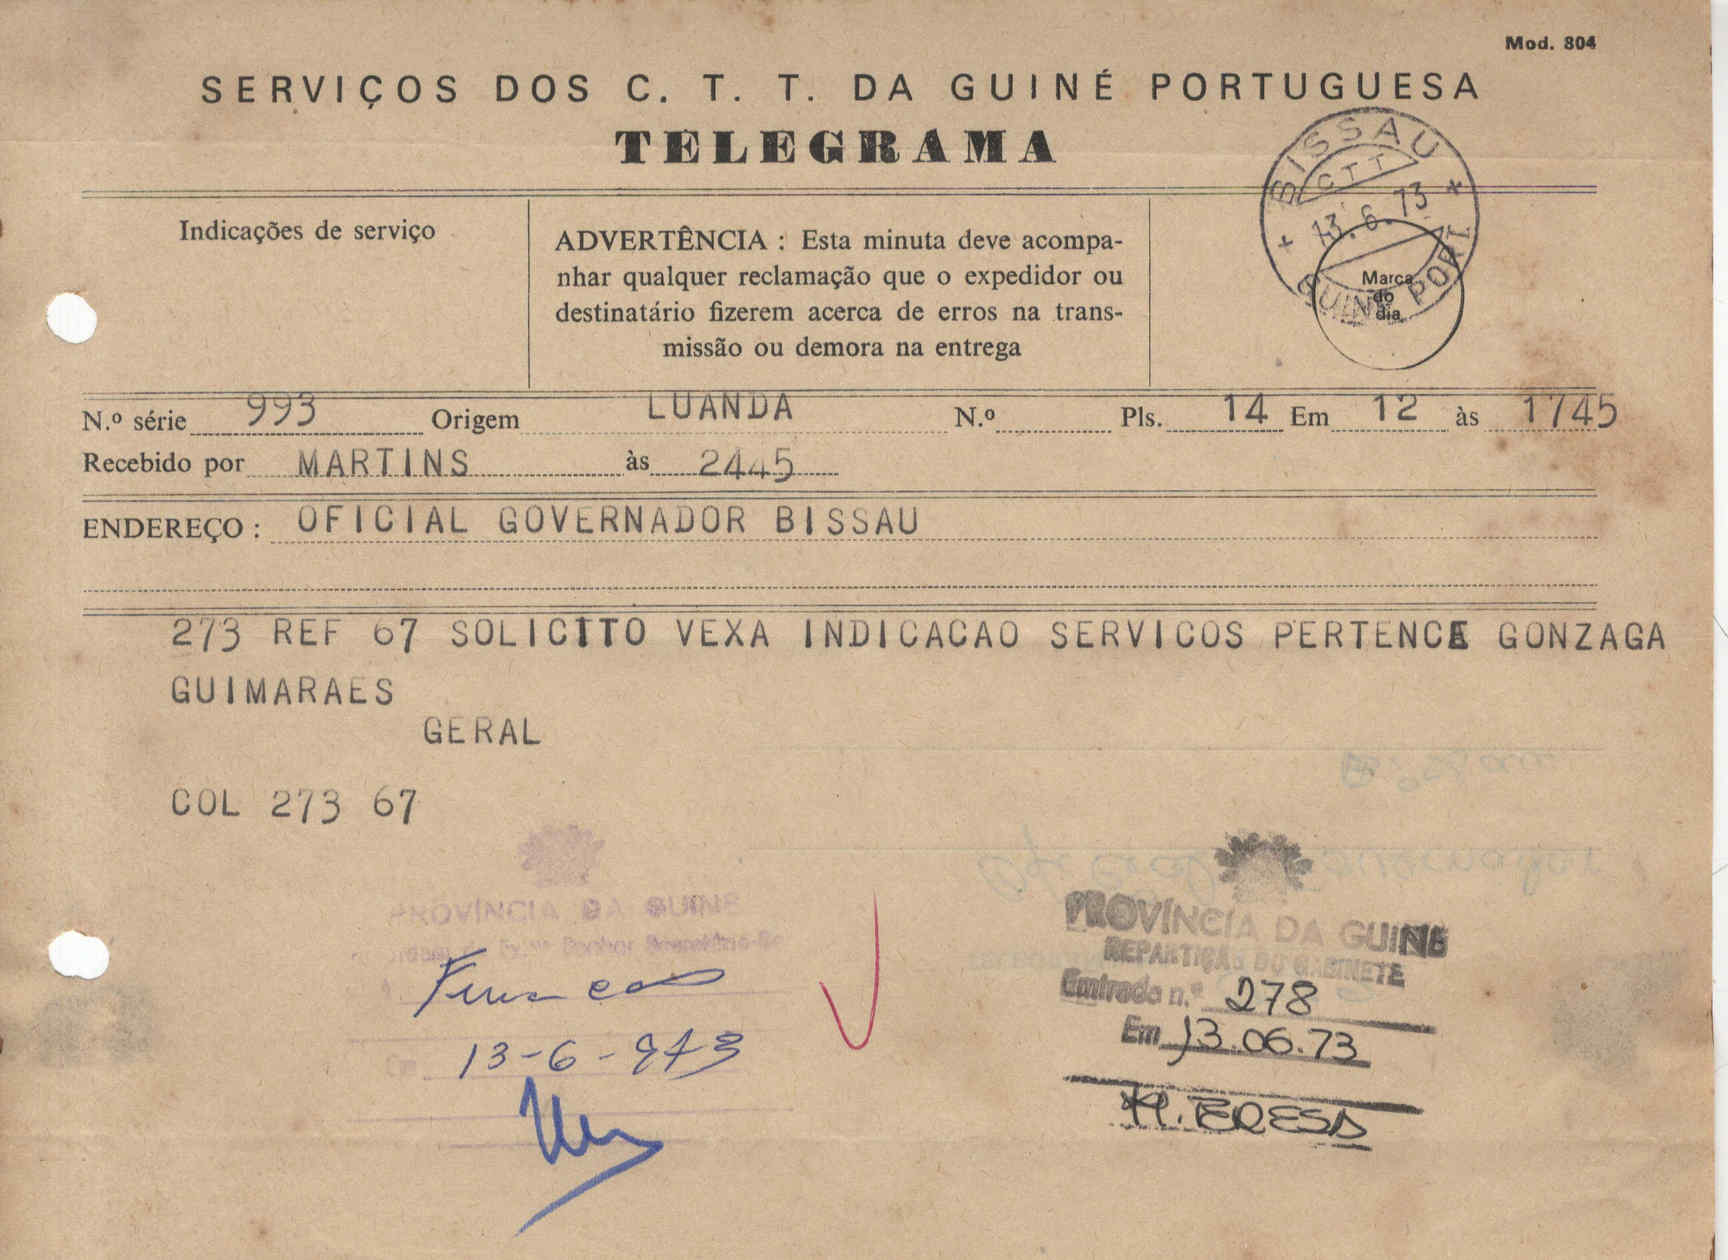 Mod. 804
SERVIÇOS DOS C. T. T. DA GUINÉ PORTUGUESA
TELEGRAMA
BISSAU
CTT
13.6.73
GUINÉ PORT
Marca
do
dia
Indicações de serviço
ADVERTÊNCIA : Esta minuta deve acompa-
nhar qualquer reclamação que o expedidor ou
destinatário fizerem acerca de erros na trans-
missão ou demora na entrega
N.º série 993 Origem LUANDA N.º Pls. 14 Em 12 às 1745
Recebido por MARTINS às 2445
ENDEREÇO : OFICIAL GOVERNADOR BISSAU
273 REF 67 SOLICITO VEXA INDICACAO SERVICOS PERTENCE GONZAGA
GUIMARAES
GERAL
COL 273 67
PROVÍNCIA DA GUINÉ
13-6-973
PROVÍNCIA DA GUINÉ
REPARTIÇÃO DO GABINETE
Entrada n.º 278
Em 13.06.73